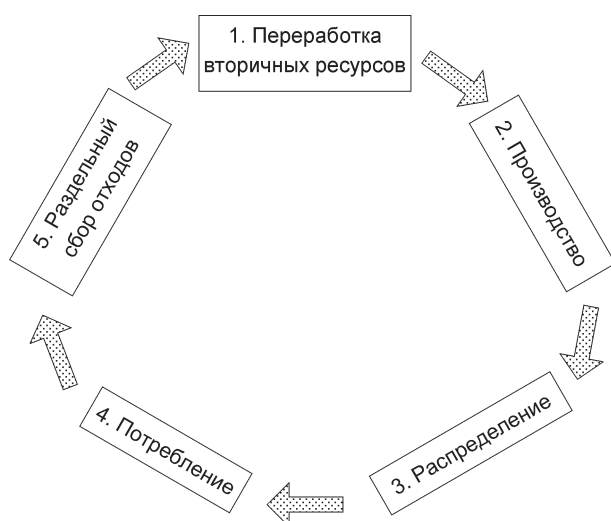 1. Переработка
вторичных ресурсов
2. Производство
3. Распределение
4. Потребление
5. Раздельный
сбор отходов